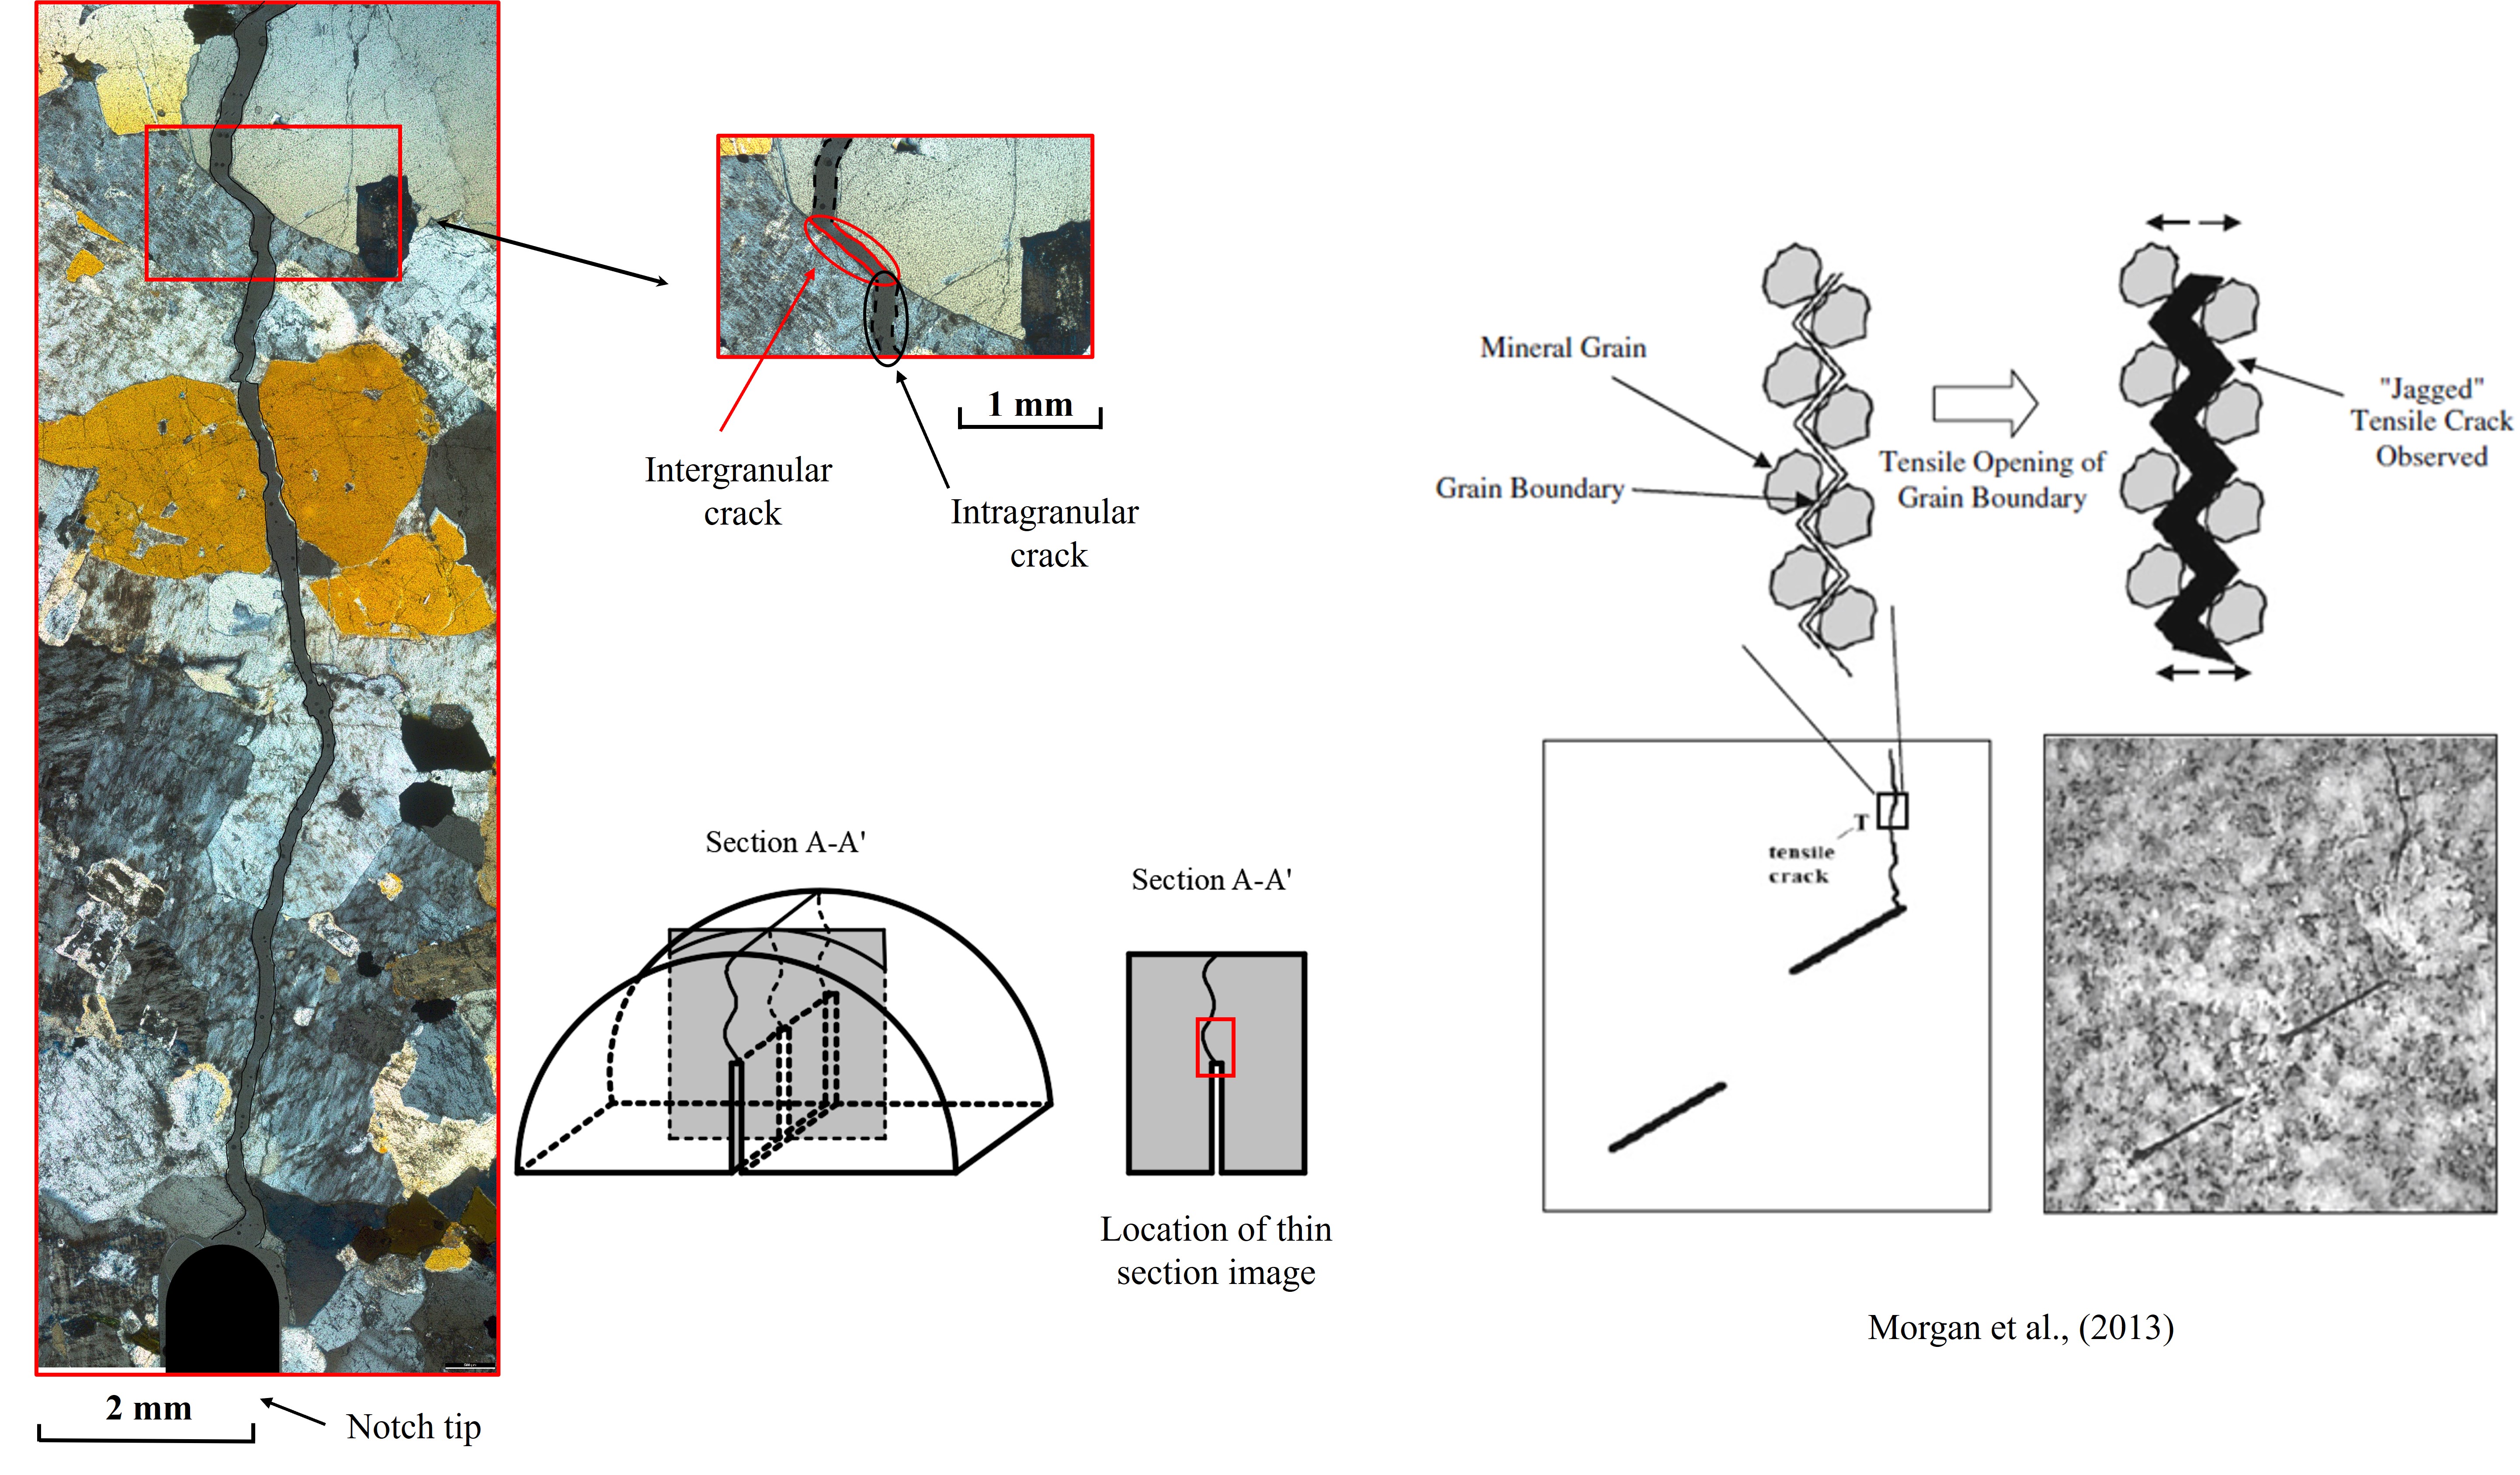 1 mm
Intergranular
crack
Intragranular
crack
2 mm
Notch tip
Section A-A'
Section A-A'
Location of thin
section image
Mineral Grain
Grain Boundary
Tensile Opening of
Grain Boundary
"Jagged"
Tensile Crack
Observed
T
tensile
crack
Morgan et al., (2013)